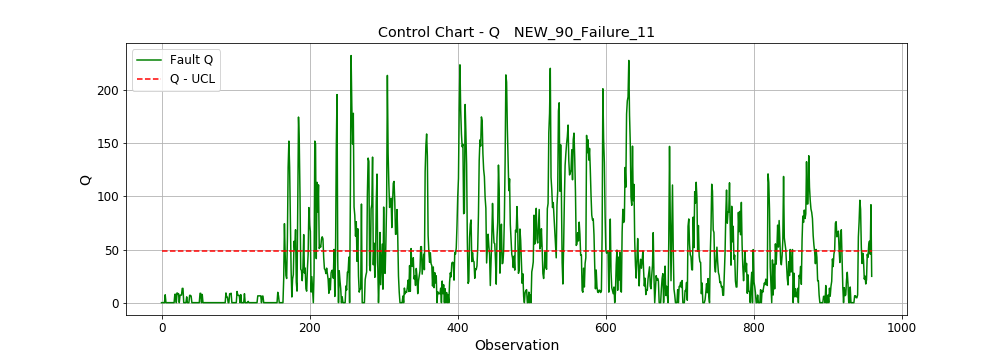 Control Chart - Q   NEW_90_Failure_11
Fault Q
Q - UCL
Q
200
150
100
50
0
0 200 400 600 800 1000
Observation